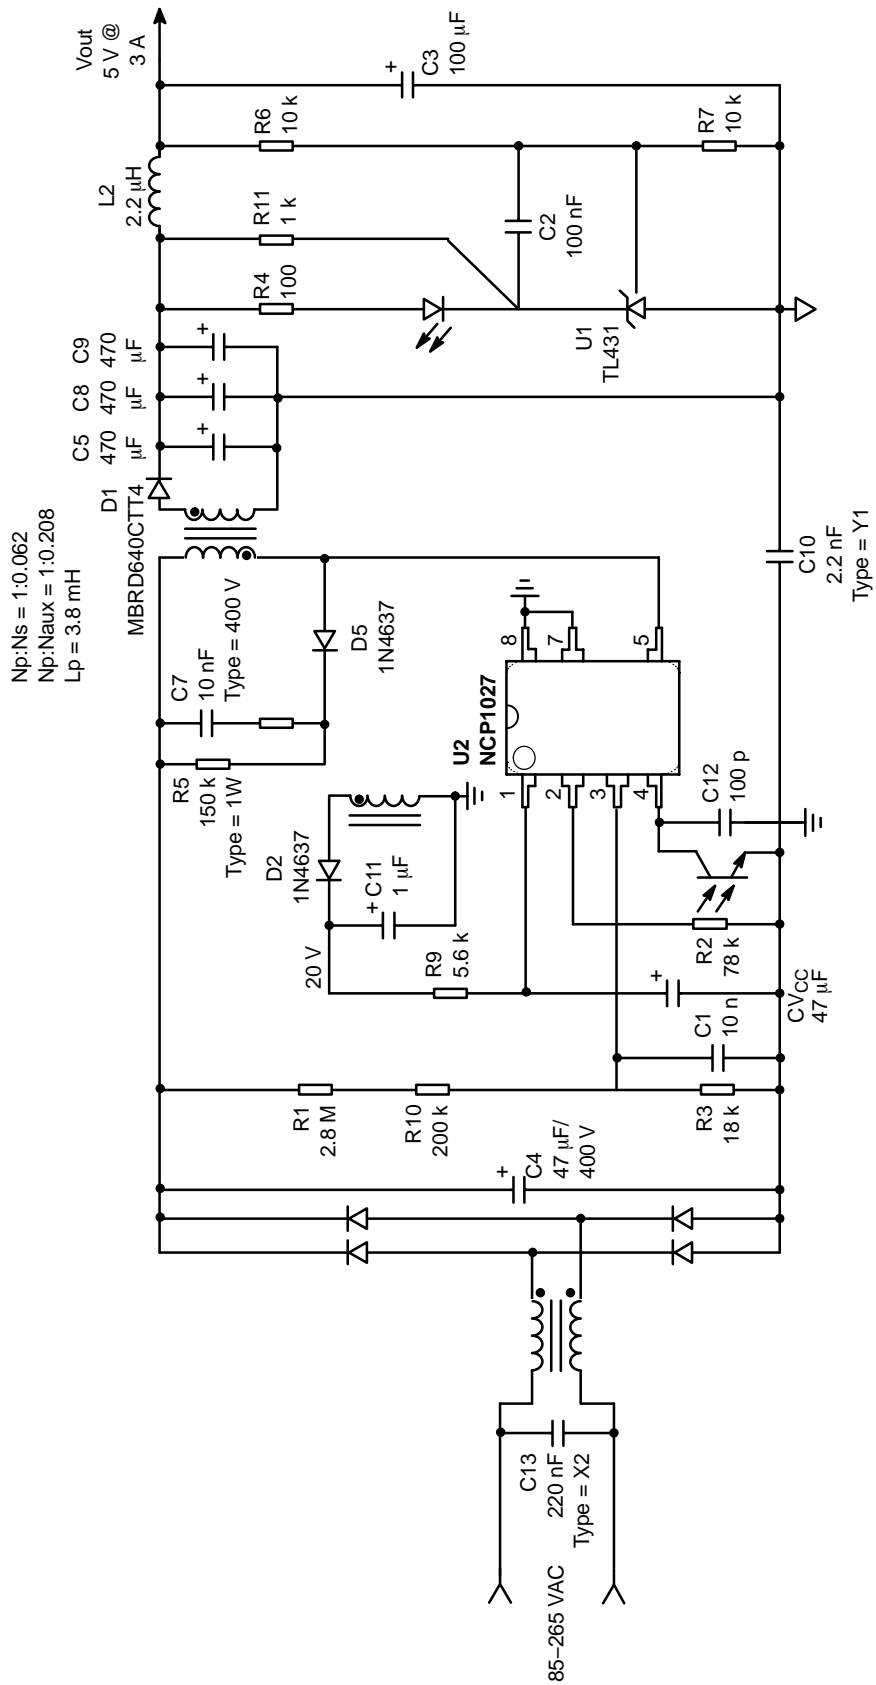 Np:Ns = 1:0.062
Np:Naux = 1:0.208
Lp = 3.8 mH
85–265 VAC
C13
220 nF
Type = X2
C4
47 µF/
400 V
R1
2.8 M
R10
200 k
R3
18 k
C1
10 n
CVCC
47 µF
20 V
R9
5.6 k
D2
1N4637
C11
1 µF
+
R5
150 k
Type = 1W
C7
10 nF
Type = 400 V
D5
1N4637
U2
NCP1027
1
2
3
4
8
7
5
R2
78 k
C12
100 p
C10
2.2 nF
Type = Y1
D1
MBRD640CTT4
C5
470
µF
C8
470
µF
C9
470
µF
+
+
+
R4
100
R11
1 k
L2
2.2 µH
R6
10 k
C2
100 nF
U1
TL431
R7
10 k
C3
100 µF
+
+
+
Vout
5 V @
3 A